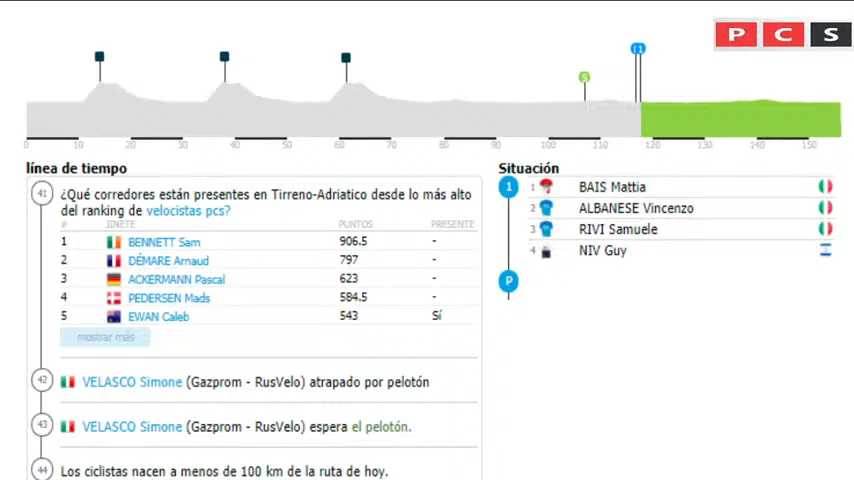 P C S
S
1
0 10 20 30 40 50 60 70 80 90 100 110 120 130 140 150
línea de tiempo
41
¿Qué corredores están presentes en Tirreno-Adriatico desde lo más alto
del ranking de velocistas pcs?
# JINETE PUNTOS PRESENTE
1 BENNETT Sam 906.5 -
2 DÉMARE Arnaud 797 -
3 ACKERMANN Pascal 623 -
4 PEDERSEN Mads 584.5 -
5 EWAN Caleb 543 Sí
mostrar más
42 VELASCO Simone (Gazprom - RusVelo) atrapado por pelotón
43 VELASCO Simone (Gazprom - RusVelo) espera el pelotón.
44 Los ciclistas nacen a menos de 100 km de la ruta de hoy.
Situación
1
1 BAIS Mattia
2 ALBANESE Vincenzo
3 RIVI Samuele
4 NIV Guy
P